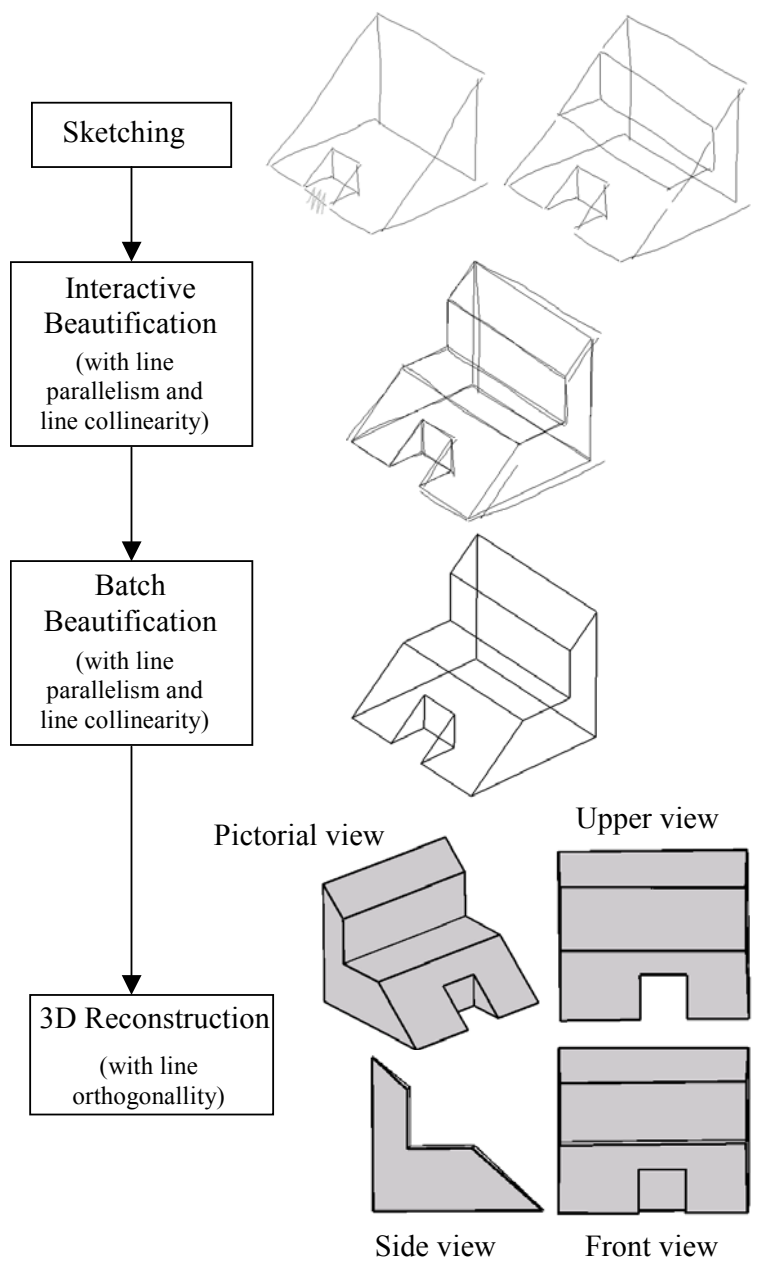 Sketching
Interactive
Beautification
(with line
parallelism and
line collinearity)
Batch
Beautification
(with line
parallelism and
line collinearity)
Pictorial view
Upper view
3D Reconstruction
(with line
orthogonallity)
Side view
Front view